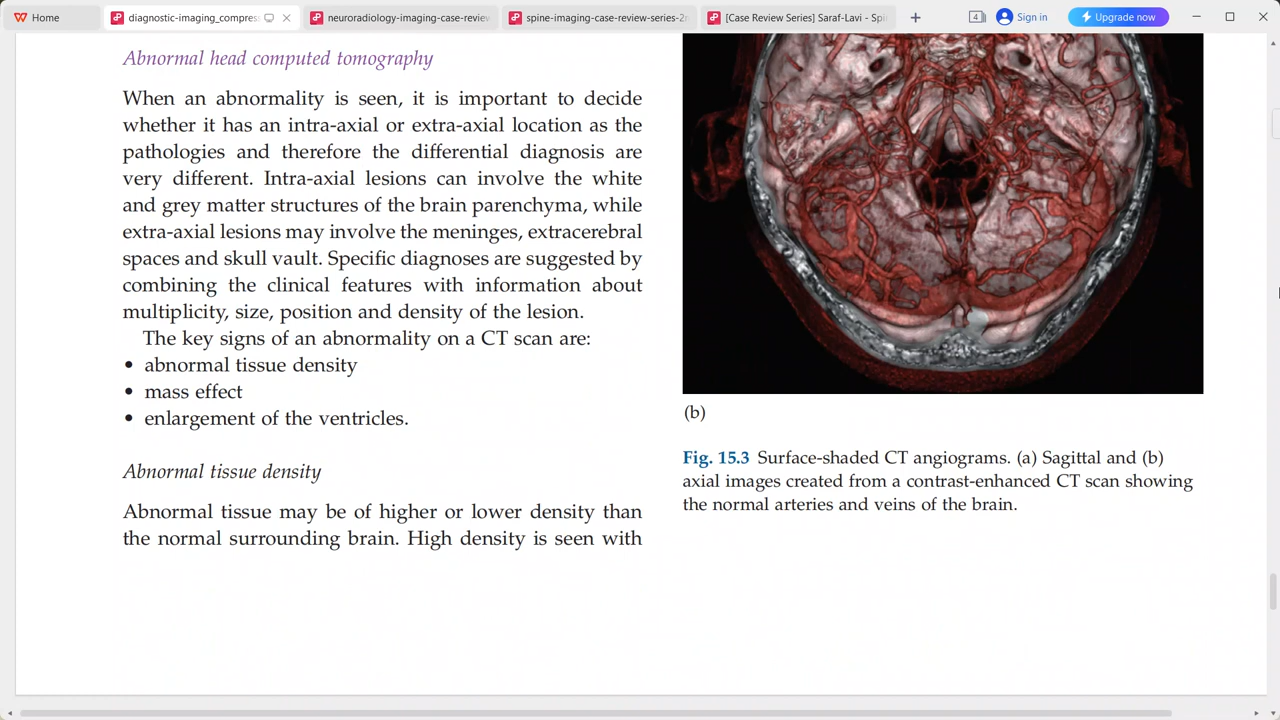 Home
diagnostic-imaging_compres
neuroradiology-imaging-case-review
spine-imaging-case-review-series-2
[Case Review Series] Saraf-Lavi - Spi
4
Sign in
Upgrade now
Abnormal head computed tomography
When an abnormality is seen, it is important to decide
whether it has an intra-axial or extra-axial location as the
pathologies and therefore the differential diagnosis are
very different. Intra-axial lesions can involve the white
and grey matter structures of the brain parenchyma, while
extra-axial lesions may involve the meninges, extracerebral
spaces and skull vault. Specific diagnoses are suggested by
combining the clinical features with information about
multiplicity, size, position and density of the lesion.
The key signs of an abnormality on a CT scan are:
• abnormal tissue density
• mass effect
• enlargement of the ventricles.
Abnormal tissue density
Abnormal tissue may be of higher or lower density than
the normal surrounding brain. High density is seen with
(b)
Fig. 15.3 Surface-shaded CT angiograms. (a) Sagittal and (b)
axial images created from a contrast-enhanced CT scan showing
the normal arteries and veins of the brain.